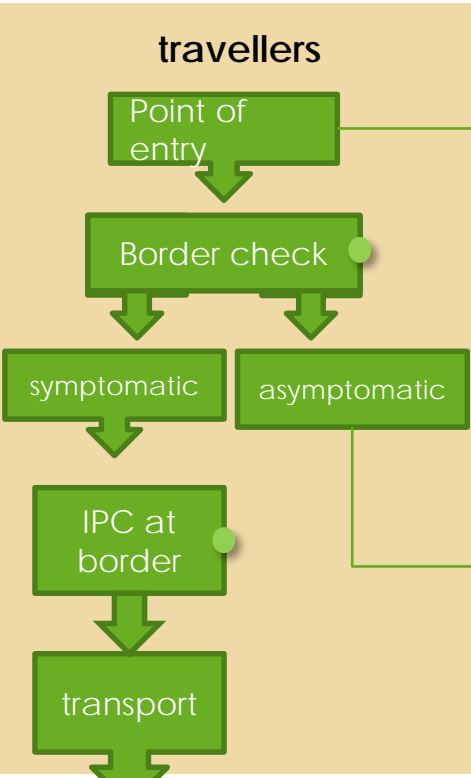 travellers
Point of
entry
Border check
symptomatic
asymptomatic
IPC at
border
transport